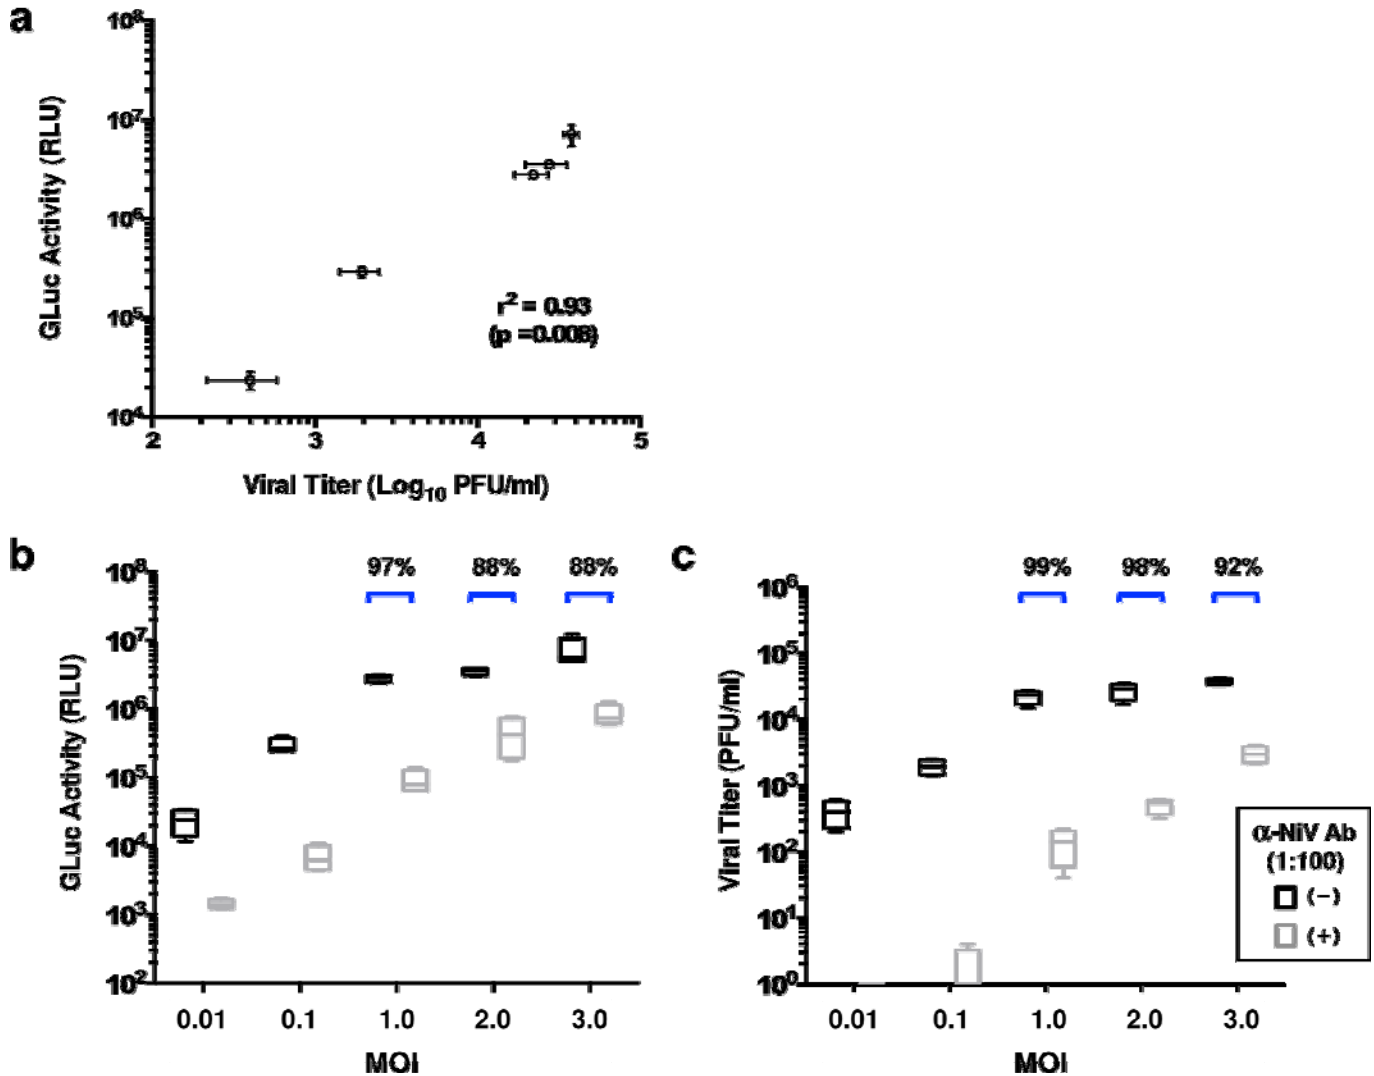 a
10⁸
10⁷
10⁶
10⁵
10⁴
GLuc Activity (RLU)
r² = 0.93
(p =0.008)
2 3 4 5
Viral Titer (Log₁₀ PFU/ml)
b
97% 88% 88%
10⁸
10⁷
10⁶
10⁵
10⁴
10³
10²
GLuc Activity (RLU)
0.01 0.1 1.0 2.0 3.0
MOI
c
99% 98% 92%
10⁶
10⁵
10⁴
10³
10²
10¹
10⁰
Viral Titer (PFU/ml)
0.01 0.1 1.0 2.0 3.0
MOI
α-NiV Ab
(1:100)
(−)
(+)